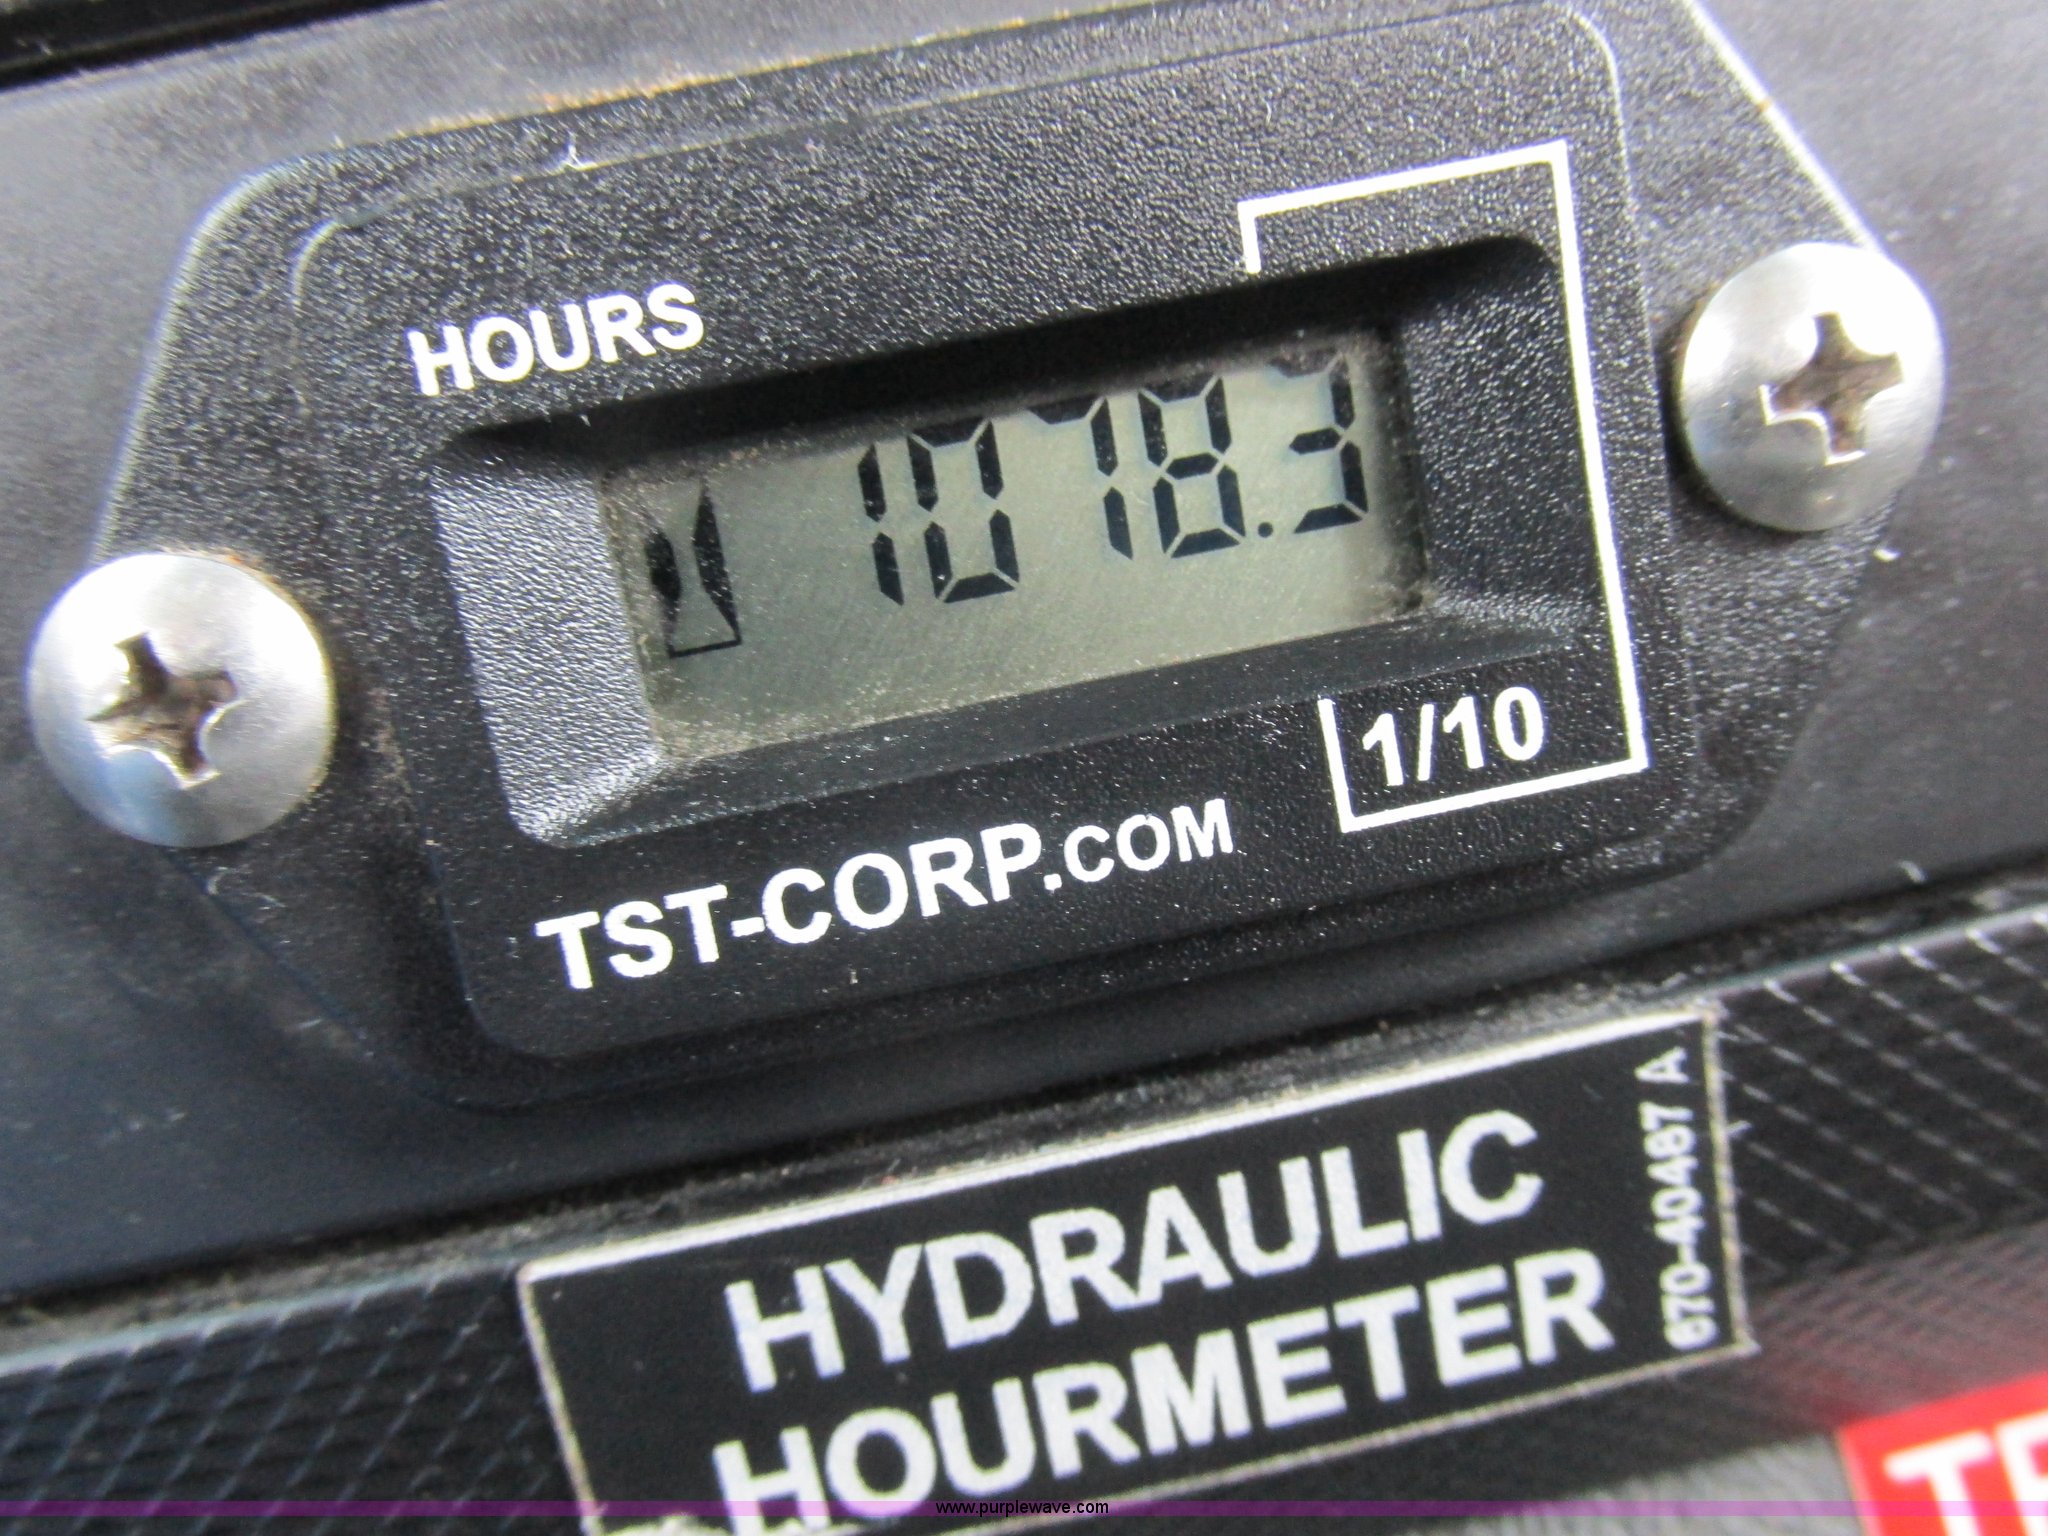 HOURS
1078.3
1/10
TST-CORP.COM
HYDRAULIC
HOURMETER
670-40487 A
www.purplewave.com